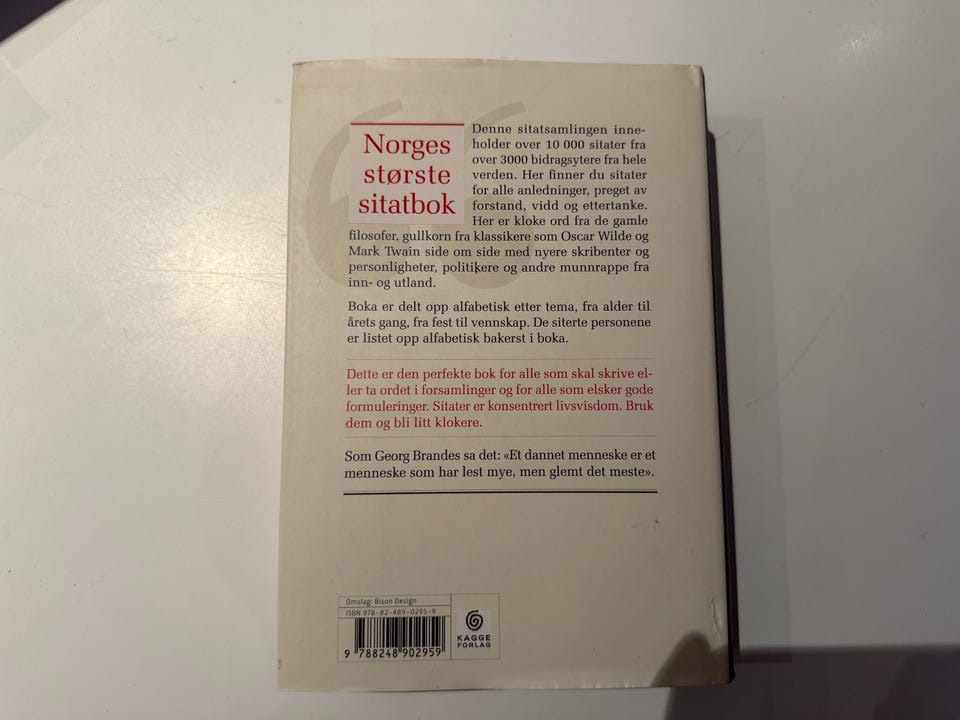 Norges
største
sitatbok
Denne sitatsamlingen inne-
holder over 10 000 sitater fra
over 3000 bidragsytere fra hele
verden. Her finner du sitater
for alle anledninger, preget av
forstand, vidd og ettertanke.
Her er kloke ord fra de gamle
filosofer, gullkorn fra klassikere som Oscar Wilde og
Mark Twain side om side med nyere skribenter og
personligheter, politikere og andre munnrappe fra
inn- og utland.
Boka er delt opp alfabetisk etter tema, fra alder til
årets gang, fra fest til vennskap. De siterte personene
er listet opp alfabetisk bakerst i boka.
Dette er den perfekte bok for alle som skal skrive el-
ler ta ordet i forsamlinger og for alle som elsker gode
formuleringer. Sitater er konsentrert livsvisdom. Bruk
dem og bli litt klokere.
Som Georg Brandes sa det: «Et dannet menneske er et
menneske som har lest mye, men glemt det meste».
Omslag: Bison Design
ISBN 978-82-489-0295-9
9 788248 902959
KAGGE
FORLAG